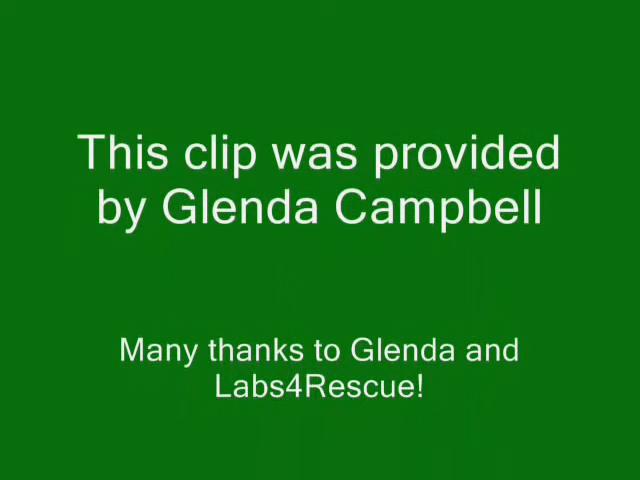 This clip was provided
by Glenda Campbell
Many thanks to Glenda and
Labs4Rescue!